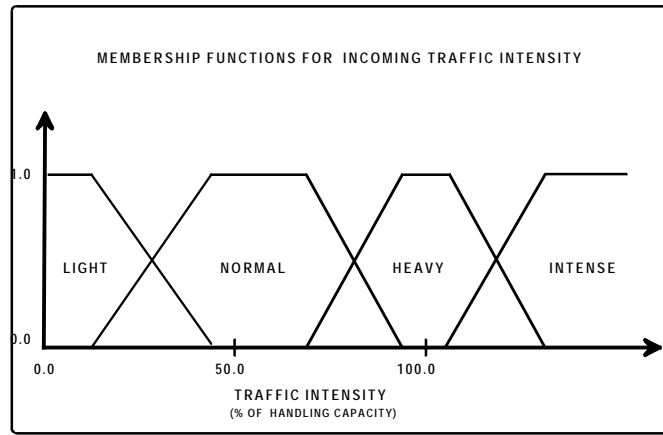 MEMBERSHIP FUNCTIONS FOR INCOMING TRAFFIC INTENSITY
1.0
LIGHT NORMAL HEAVY INTENSE
0.0
0.0 50.0 100.0
TRAFFIC INTENSITY
(% OF HANDLING CAPACITY)